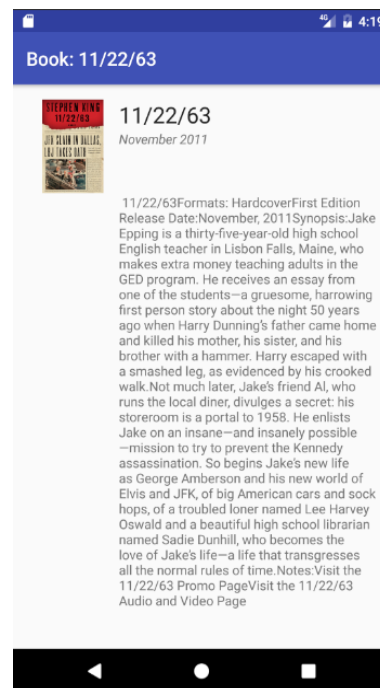 4G 4:19
Book: 11/22/63
STEPHEN KING
11/22/63
JFK SLAIN IN DALLAS,
LBJ TAKES OATH
11/22/63
November 2011
11/22/63Formats: HardcoverFirst Edition
Release Date:November, 2011Synopsis:Jake
Epping is a thirty-five-year-old high school
English teacher in Lisbon Falls, Maine, who
makes extra money teaching adults in the
GED program. He receives an essay from
one of the students—a gruesome, harrowing
first person story about the night 50 years
ago when Harry Dunning’s father came home
and killed his mother, his sister, and his
brother with a hammer. Harry escaped with
a smashed leg, as evidenced by his crooked
walk.Not much later, Jake’s friend Al, who
runs the local diner, divulges a secret: his
storeroom is a portal to 1958. He enlists
Jake on an insane—and insanely possible
—mission to try to prevent the Kennedy
assassination. So begins Jake’s new life
as George Amberson and his new world of
Elvis and JFK, of big American cars and sock
hops, of a troubled loner named Lee Harvey
Oswald and a beautiful high school librarian
named Sadie Dunhill, who becomes the
love of Jake’s life—a life that transgresses
all the normal rules of time.Notes:Visit the
11/22/63 Promo PageVisit the 11/22/63
Audio and Video Page